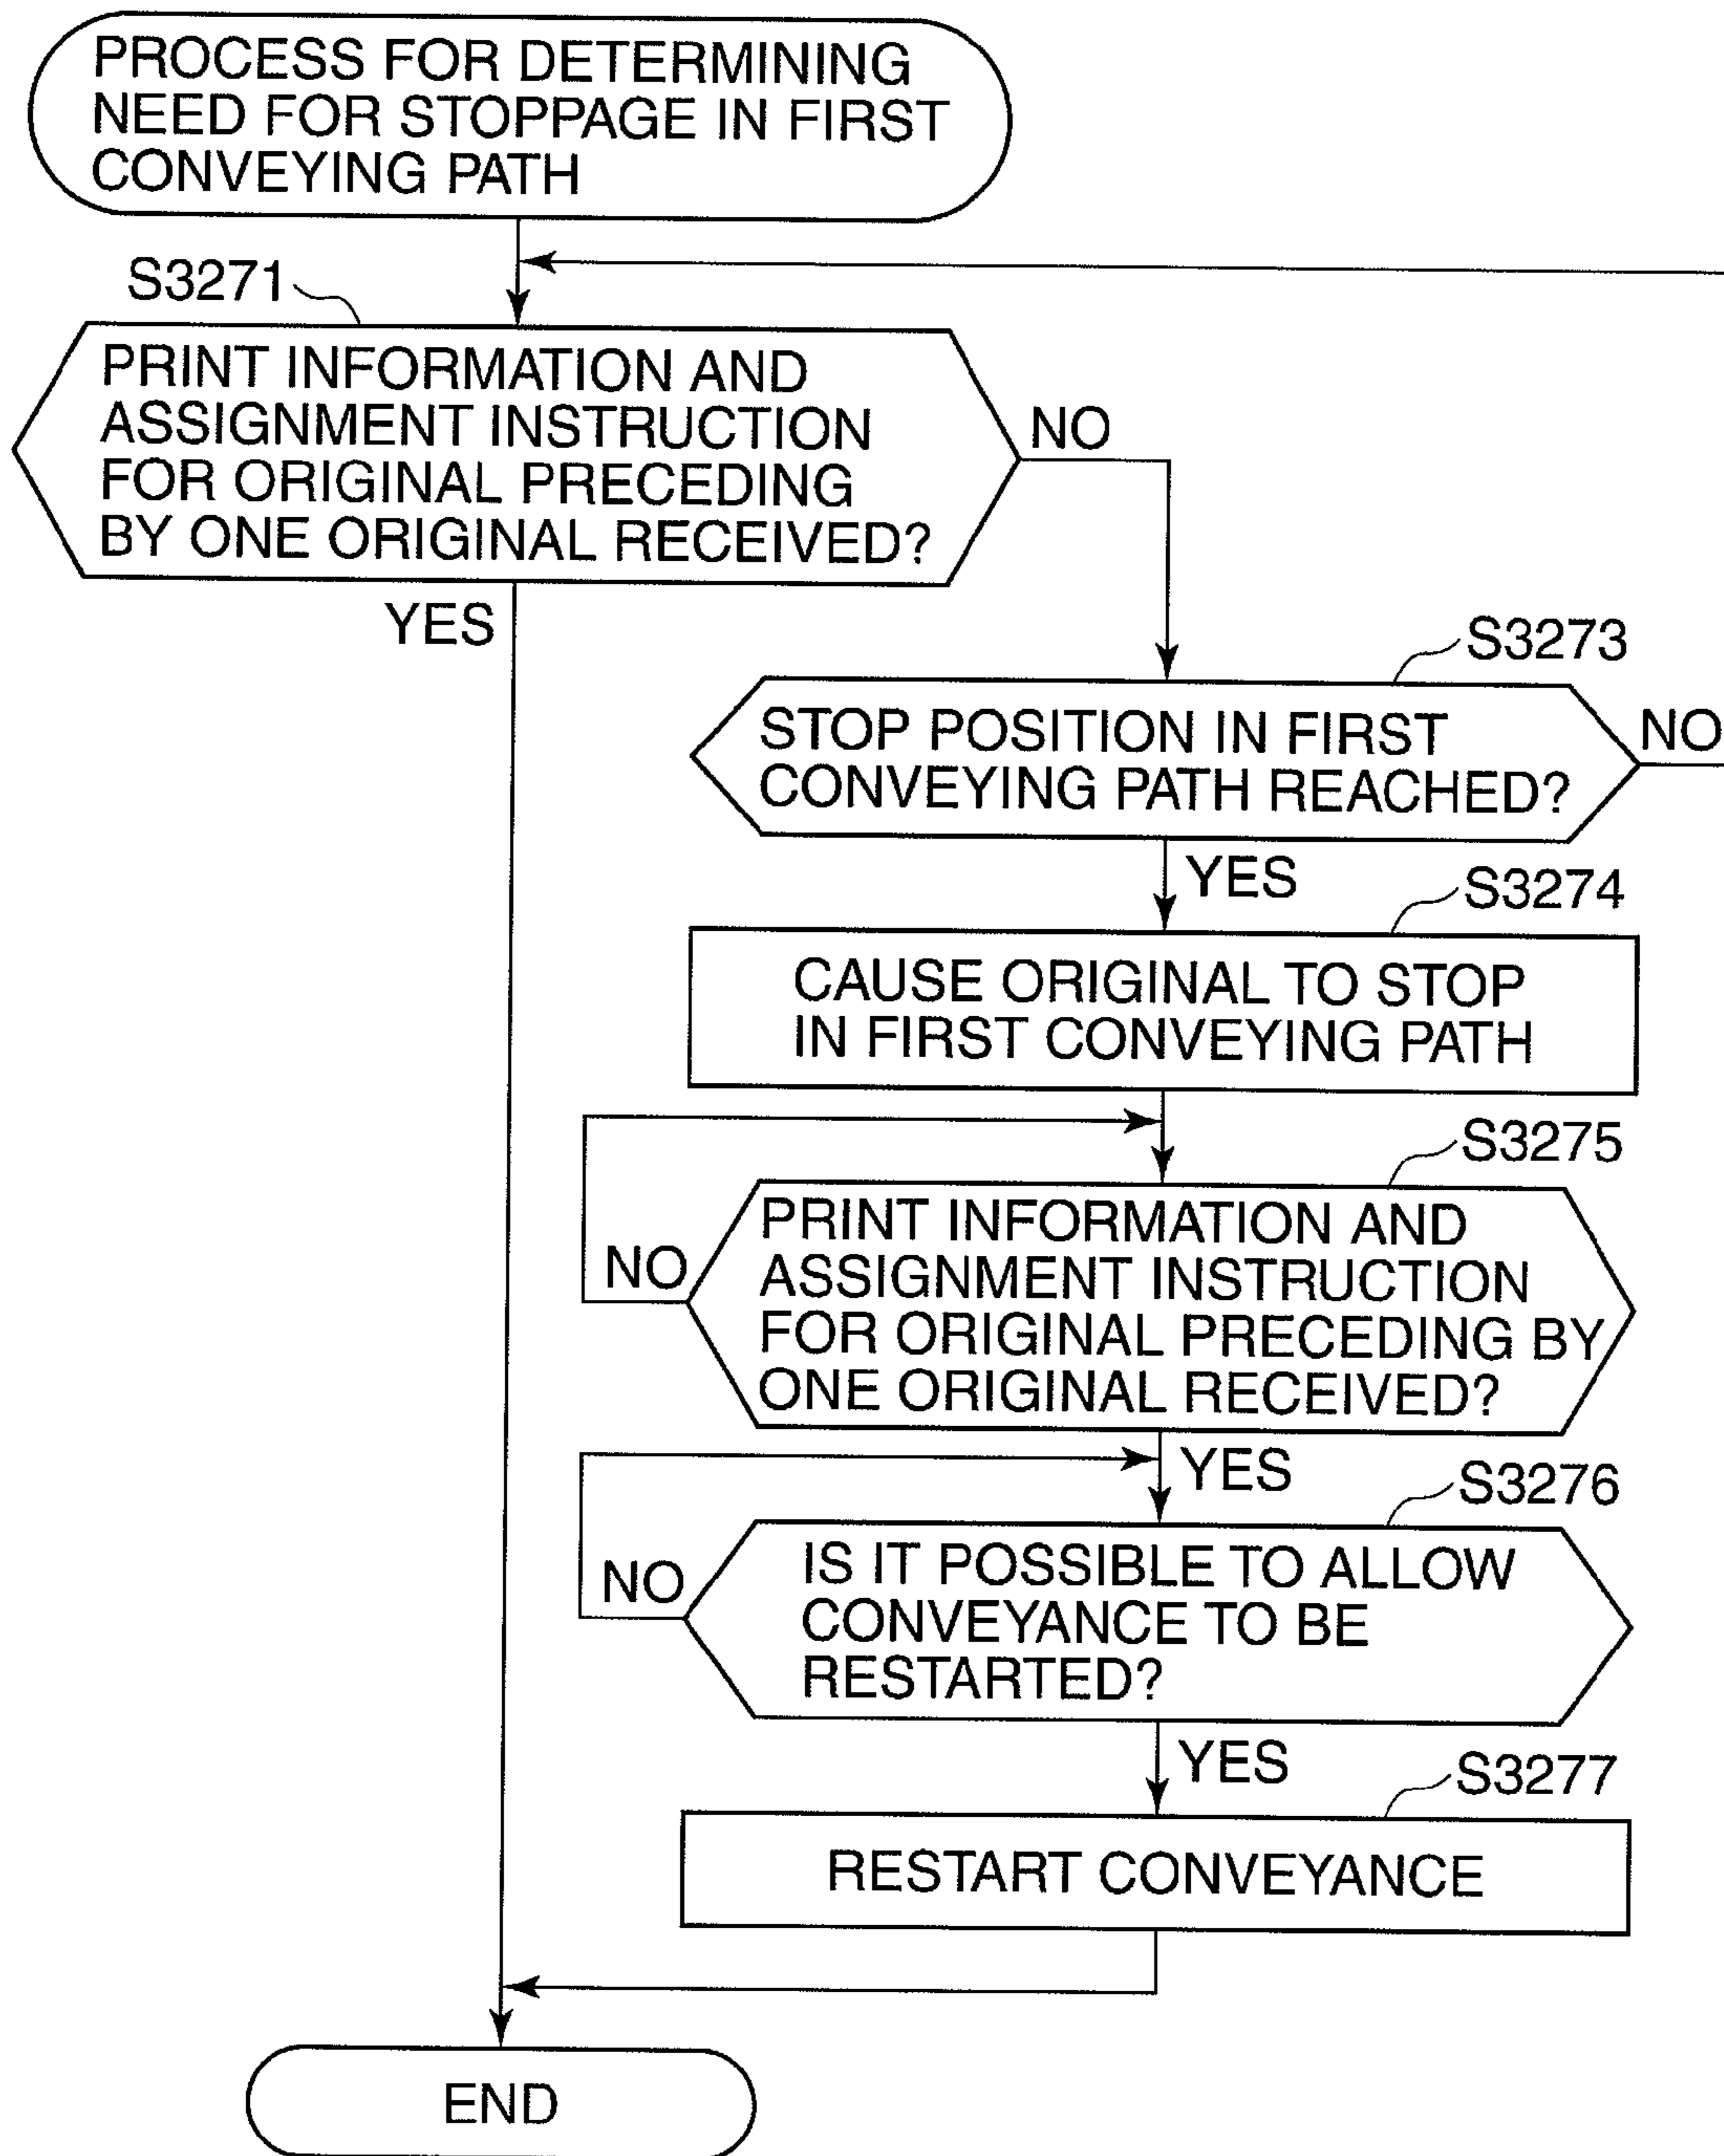 PROCESS FOR DETERMINING
NEED FOR STOPPAGE IN FIRST
CONVEYING PATH
S3271
PRINT INFORMATION AND
ASSIGNMENT INSTRUCTION
FOR ORIGINAL PRECEDING
BY ONE ORIGINAL RECEIVED?
NO
YES
S3273
STOP POSITION IN FIRST
CONVEYING PATH REACHED?
NO
YES
S3274
CAUSE ORIGINAL TO STOP
IN FIRST CONVEYING PATH
S3275
PRINT INFORMATION AND
ASSIGNMENT INSTRUCTION
FOR ORIGINAL PRECEDING BY
ONE ORIGINAL RECEIVED?
NO
YES
S3276
IS IT POSSIBLE TO ALLOW
CONVEYANCE TO BE
RESTARTED?
NO
YES
S3277
RESTART CONVEYANCE
END